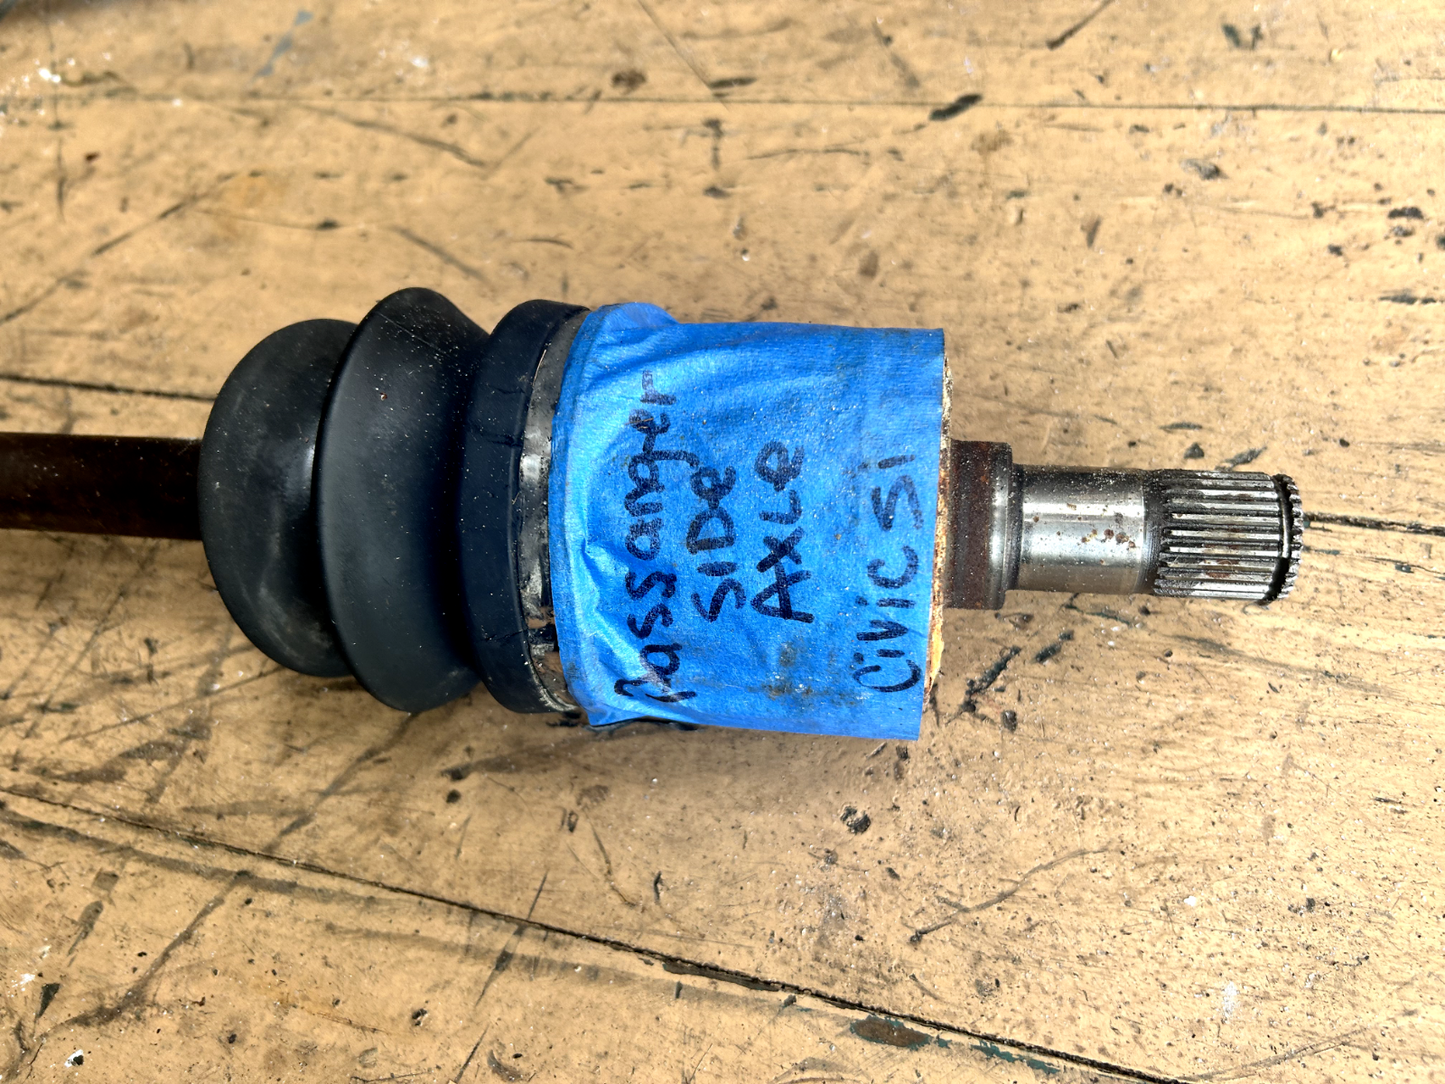 Passanger
SIDe
AXLe
Civic Si